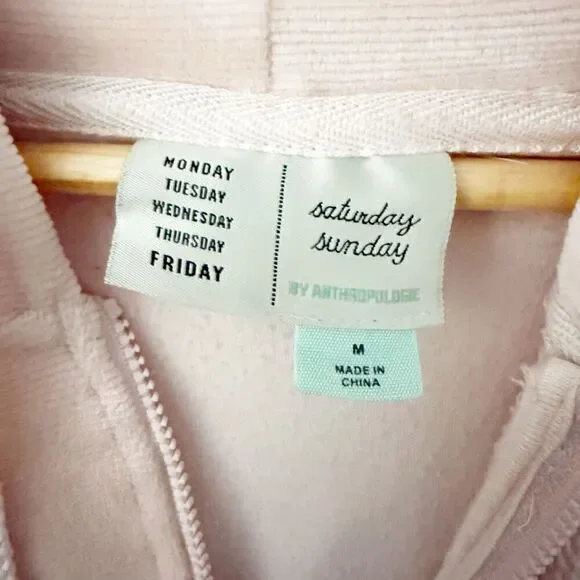 MONDAY
TUESDAY
WEDNESDAY
THURSDAY
FRIDAY
saturday
sunday
BY ANTHROPOLOGIE
M
MADE IN
CHINA